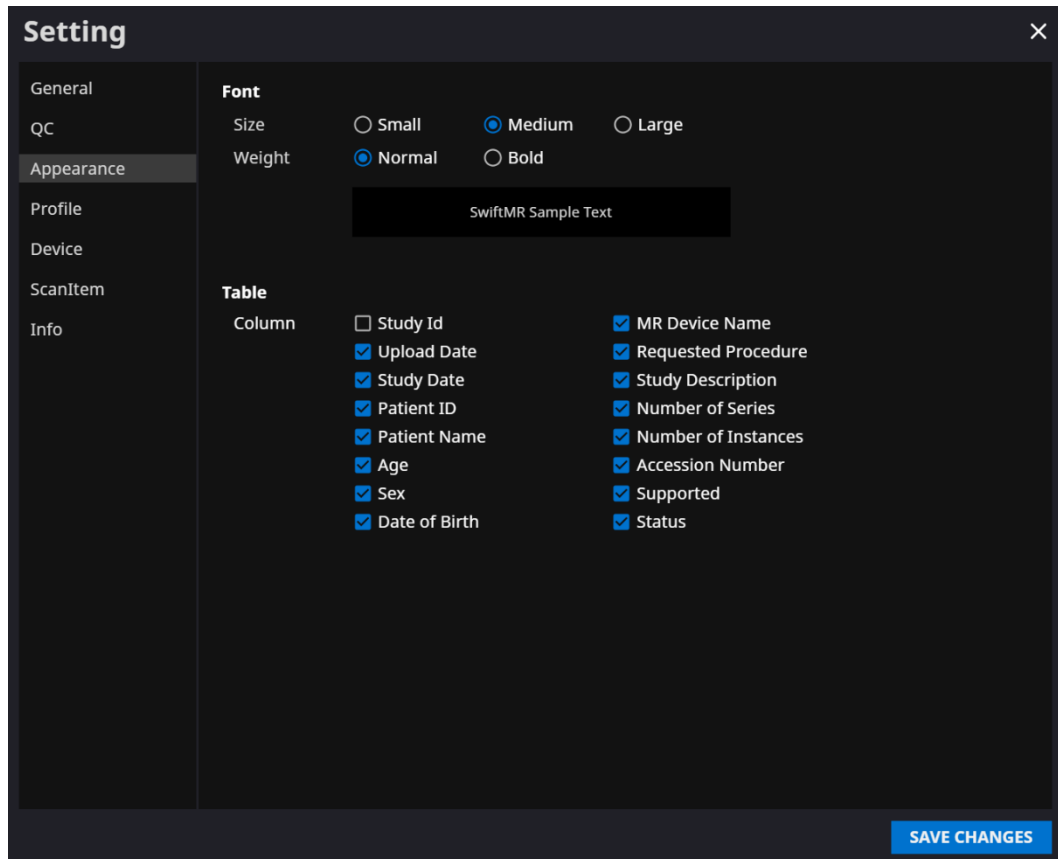 Setting
General
QC
Appearance
Profile
Device
ScanItem
Info
Font
Size Small Medium Large
Weight Normal Bold
SwiftMR Sample Text
Table
Column Study Id MR Device Name
Upload Date Requested Procedure
Study Date Study Description
Patient ID Number of Series
Patient Name Number of Instances
Age Accession Number
Sex Supported
Date of Birth Status
SAVE CHANGES